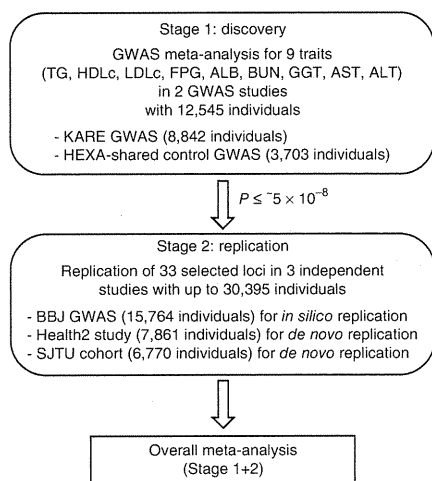 Stage 1: discovery
GWAS meta-analysis for 9 traits
(TG, HDLc, LDLc, FPG, ALB, BUN, GGT, AST, ALT)
in 2 GWAS studies
with 12,545 individuals
- KARE GWAS (8,842 individuals)
- HEXA-shared control GWAS (3,703 individuals)
P ≤ ~5 × 10⁻⁸
Stage 2: replication
Replication of 33 selected loci in 3 independent
studies with up to 30,395 individuals
- BBJ GWAS (15,764 individuals) for in silico replication
- Health2 study (7,861 individuals) for de novo replication
- SJTU cohort (6,770 individuals) for de novo replication
Overall meta-analysis
(Stage 1+2)